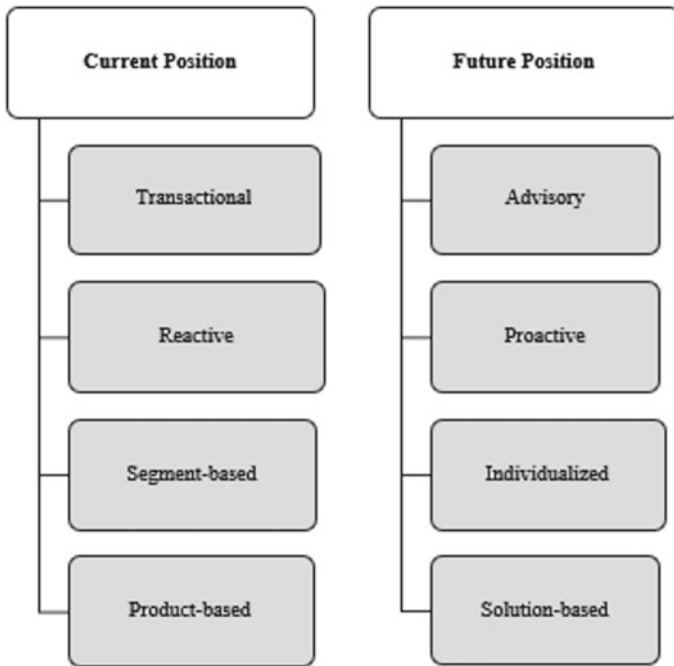 Current Position
Transactional
Reactive
Segment-based
Product-based
Future Position
Advisory
Proactive
Individualized
Solution-based